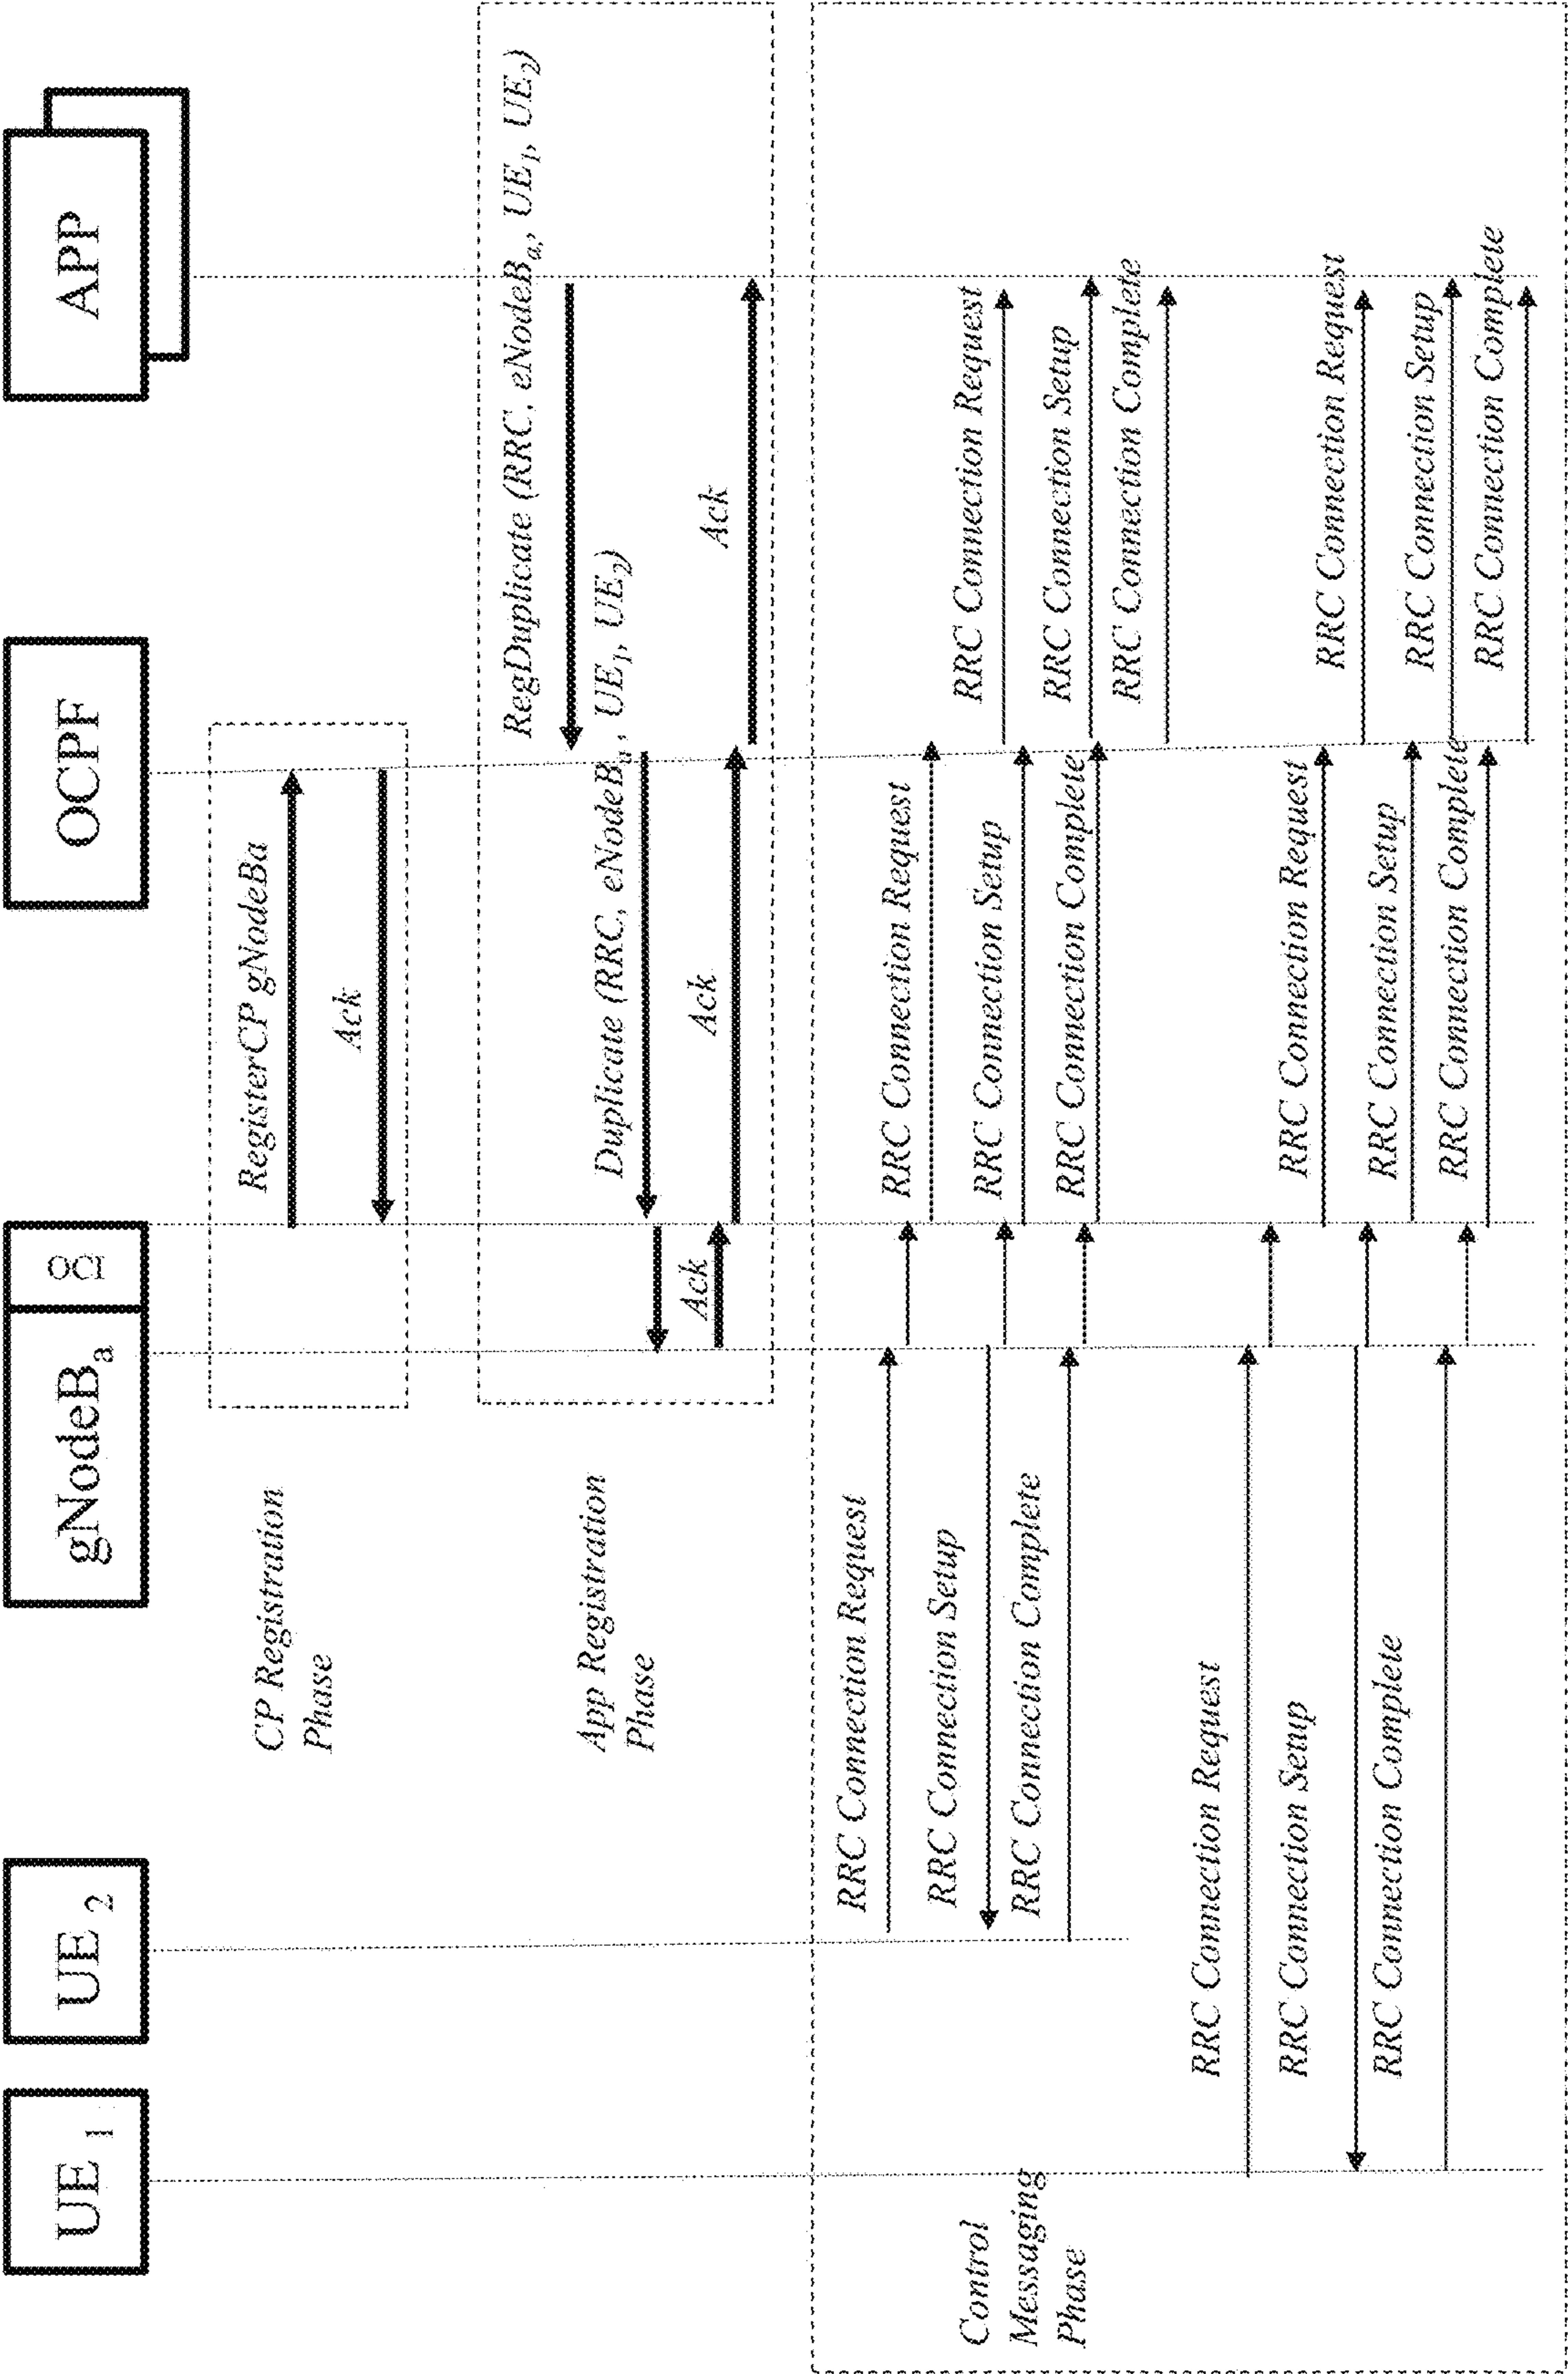 UE 1
UE 2
gNodeBa
OCPF
APP
CP Registration
Phase
RegisterCP gNodeBa
Ack
App Registration
Phase
RegDuplicate (RRC, eNodeBa, UE1, UE2)
Duplicate (RRC, eNodeBa, UE1, UE2)
Ack
Ack
Ack
Control
Messaging
Phase
RRC Connection Request
RRC Connection Setup
RRC Connection Complete
RRC Connection Request
RRC Connection Setup
RRC Connection Complete
RRC Connection Request
RRC Connection Setup
RRC Connection Complete
RRC Connection Request
RRC Connection Setup
RRC Connection Complete
RRC Connection Request
RRC Connection Setup
RRC Connection Complete
RRC Connection Request
RRC Connection Setup
RRC Connection Complete